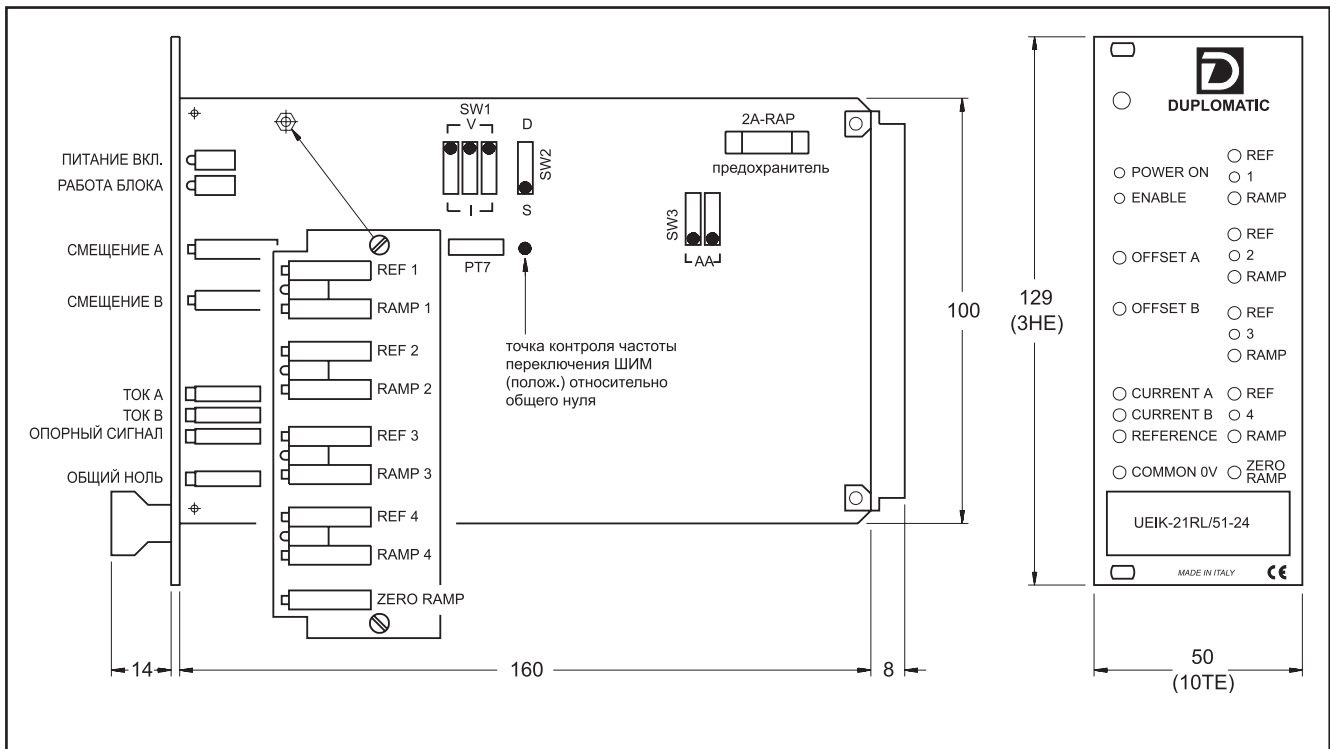 ПИТАНИЕ ВКЛ.
РАБОТА БЛОКА
СМЕЩЕНИЕ А
СМЕЩЕНИЕ В
ТОК А
ТОК В
ОПОРНЫЙ СИГНАЛ
ОБЩИЙ НОЛЬ
REF 1
RAMP 1
REF 2
RAMP 2
REF 3
RAMP 3
REF 4
RAMP 4
ZERO RAMP
SW1
V
I
D
SW2
S
PT7
точка контроля частоты
переключения ШИМ
(полож.) относительно
общего нуля
2A-RAP
предохранитель
SW3
AA
14
160
8
100
129
(3HE)
D
DUPLOMATIC
POWER ON
ENABLE
OFFSET A
OFFSET B
CURRENT A
CURRENT B
REFERENCE
COMMON 0V
REF
1
RAMP
REF
2
RAMP
REF
3
RAMP
REF
4
RAMP
ZERO
RAMP
UEIK-21RL/51-24
MADE IN ITALY
CE
50
(10TE)